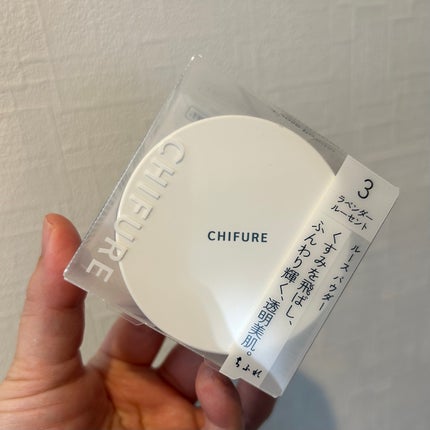 CHIFURE
CHIFURE
3
ラベンダー
ルーセント
ルースパウダー
くすみを飛ばし、
ふんわり輝く、透明美肌。
ちふれ